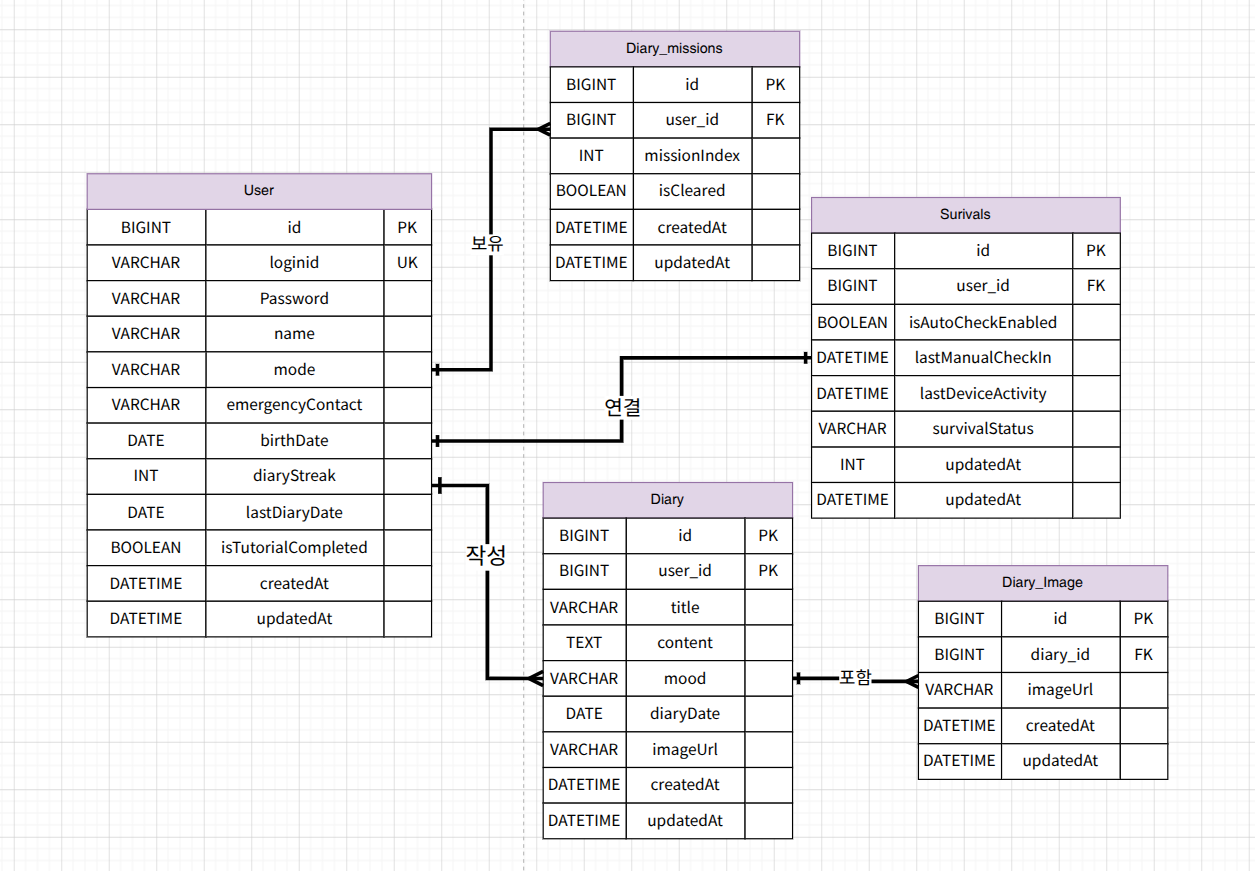 Diary_missions
BIGINT id PK
BIGINT user_id FK
INT missionIndex
BOOLEAN isCleared
DATETIME createdAt
DATETIME updatedAt
User
BIGINT id PK
VARCHAR loginid UK
VARCHAR Password
VARCHAR name
VARCHAR mode
VARCHAR emergencyContact
DATE birthDate
INT diaryStreak
DATE lastDiaryDate
BOOLEAN isTutorialCompleted
DATETIME createdAt
DATETIME updatedAt
보유
연결
작성
Surivals
BIGINT id PK
BIGINT user_id FK
BOOLEAN isAutoCheckEnabled
DATETIME lastManualCheckIn
DATETIME lastDeviceActivity
VARCHAR survivalStatus
INT updatedAt
DATETIME updatedAt
Diary
BIGINT id PK
BIGINT user_id PK
VARCHAR title
TEXT content
VARCHAR mood
DATE diaryDate
VARCHAR imageUrl
DATETIME createdAt
DATETIME updatedAt
포함
Diary_Image
BIGINT id PK
BIGINT diary_id FK
VARCHAR imageUrl
DATETIME createdAt
DATETIME updatedAt